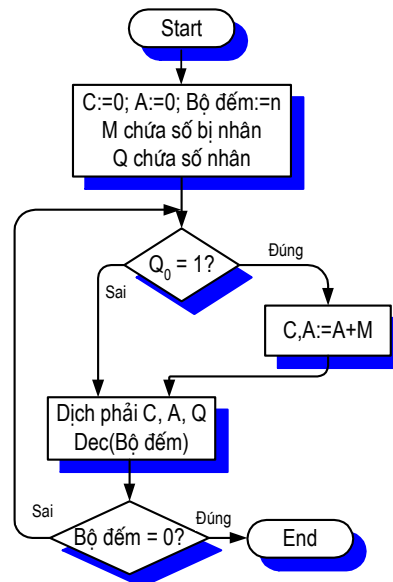 Start
C:=0; A:=0; Bộ đếm:=n
M chứa số bị nhân
Q chứa số nhân
Q₀ = 1?
Đúng
Sai
C,A:=A+M
Dịch phải C, A, Q
Dec(Bộ đếm)
Sai
Bộ đếm = 0?
Đúng
End